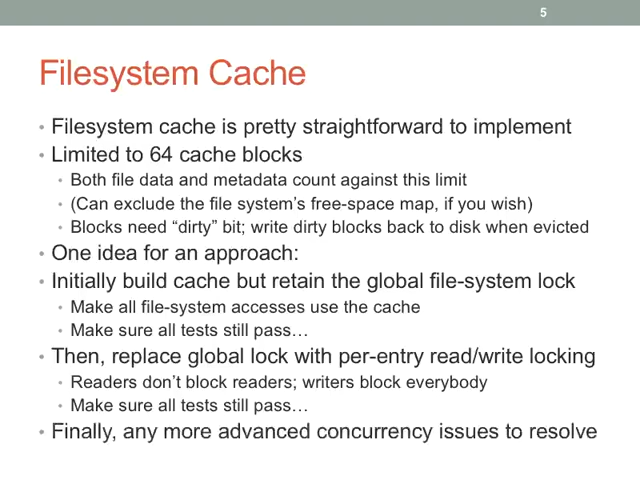 5
Filesystem Cache
• Filesystem cache is pretty straightforward to implement
• Limited to 64 cache blocks
• Both file data and metadata count against this limit
• (Can exclude the file system's free-space map, if you wish)
• Blocks need “dirty” bit; write dirty blocks back to disk when evicted
• One idea for an approach:
• Initially build cache but retain the global file-system lock
• Make all file-system accesses use the cache
• Make sure all tests still pass…
• Then, replace global lock with per-entry read/write locking
• Readers don't block readers; writers block everybody
• Make sure all tests still pass…
• Finally, any more advanced concurrency issues to resolve